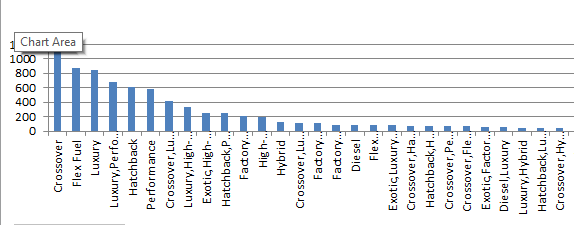 Chart Area
1000
800
600
400
200
0
Crossover
Flex Fuel
Luxury
Luxury,Perfo...
Hatchback
Performance
Crossover,Lu...
Luxury,High-...
Exotic,High-...
Hatchback,P...
Factory...
High-...
Hybrid
Crossover,Lu...
Factory...
Factory...
Diesel
Flex...
Exotic,Luxury...
Crossover,Ha...
Hatchback,H...
Crossover,Pe...
Crossover,Fle...
Exotic,Factor...
Diesel,Luxury
Luxury,Hybrid
Hatchback,Lu...
Crossover,Hy...